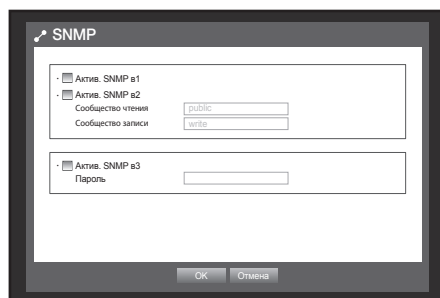 SNMP
· Актив. SNMP в1
· Актив. SNMP в2
Сообщество чтения public
Сообщество записи write
· Актив. SNMP в3
Пароль
OK Отмена